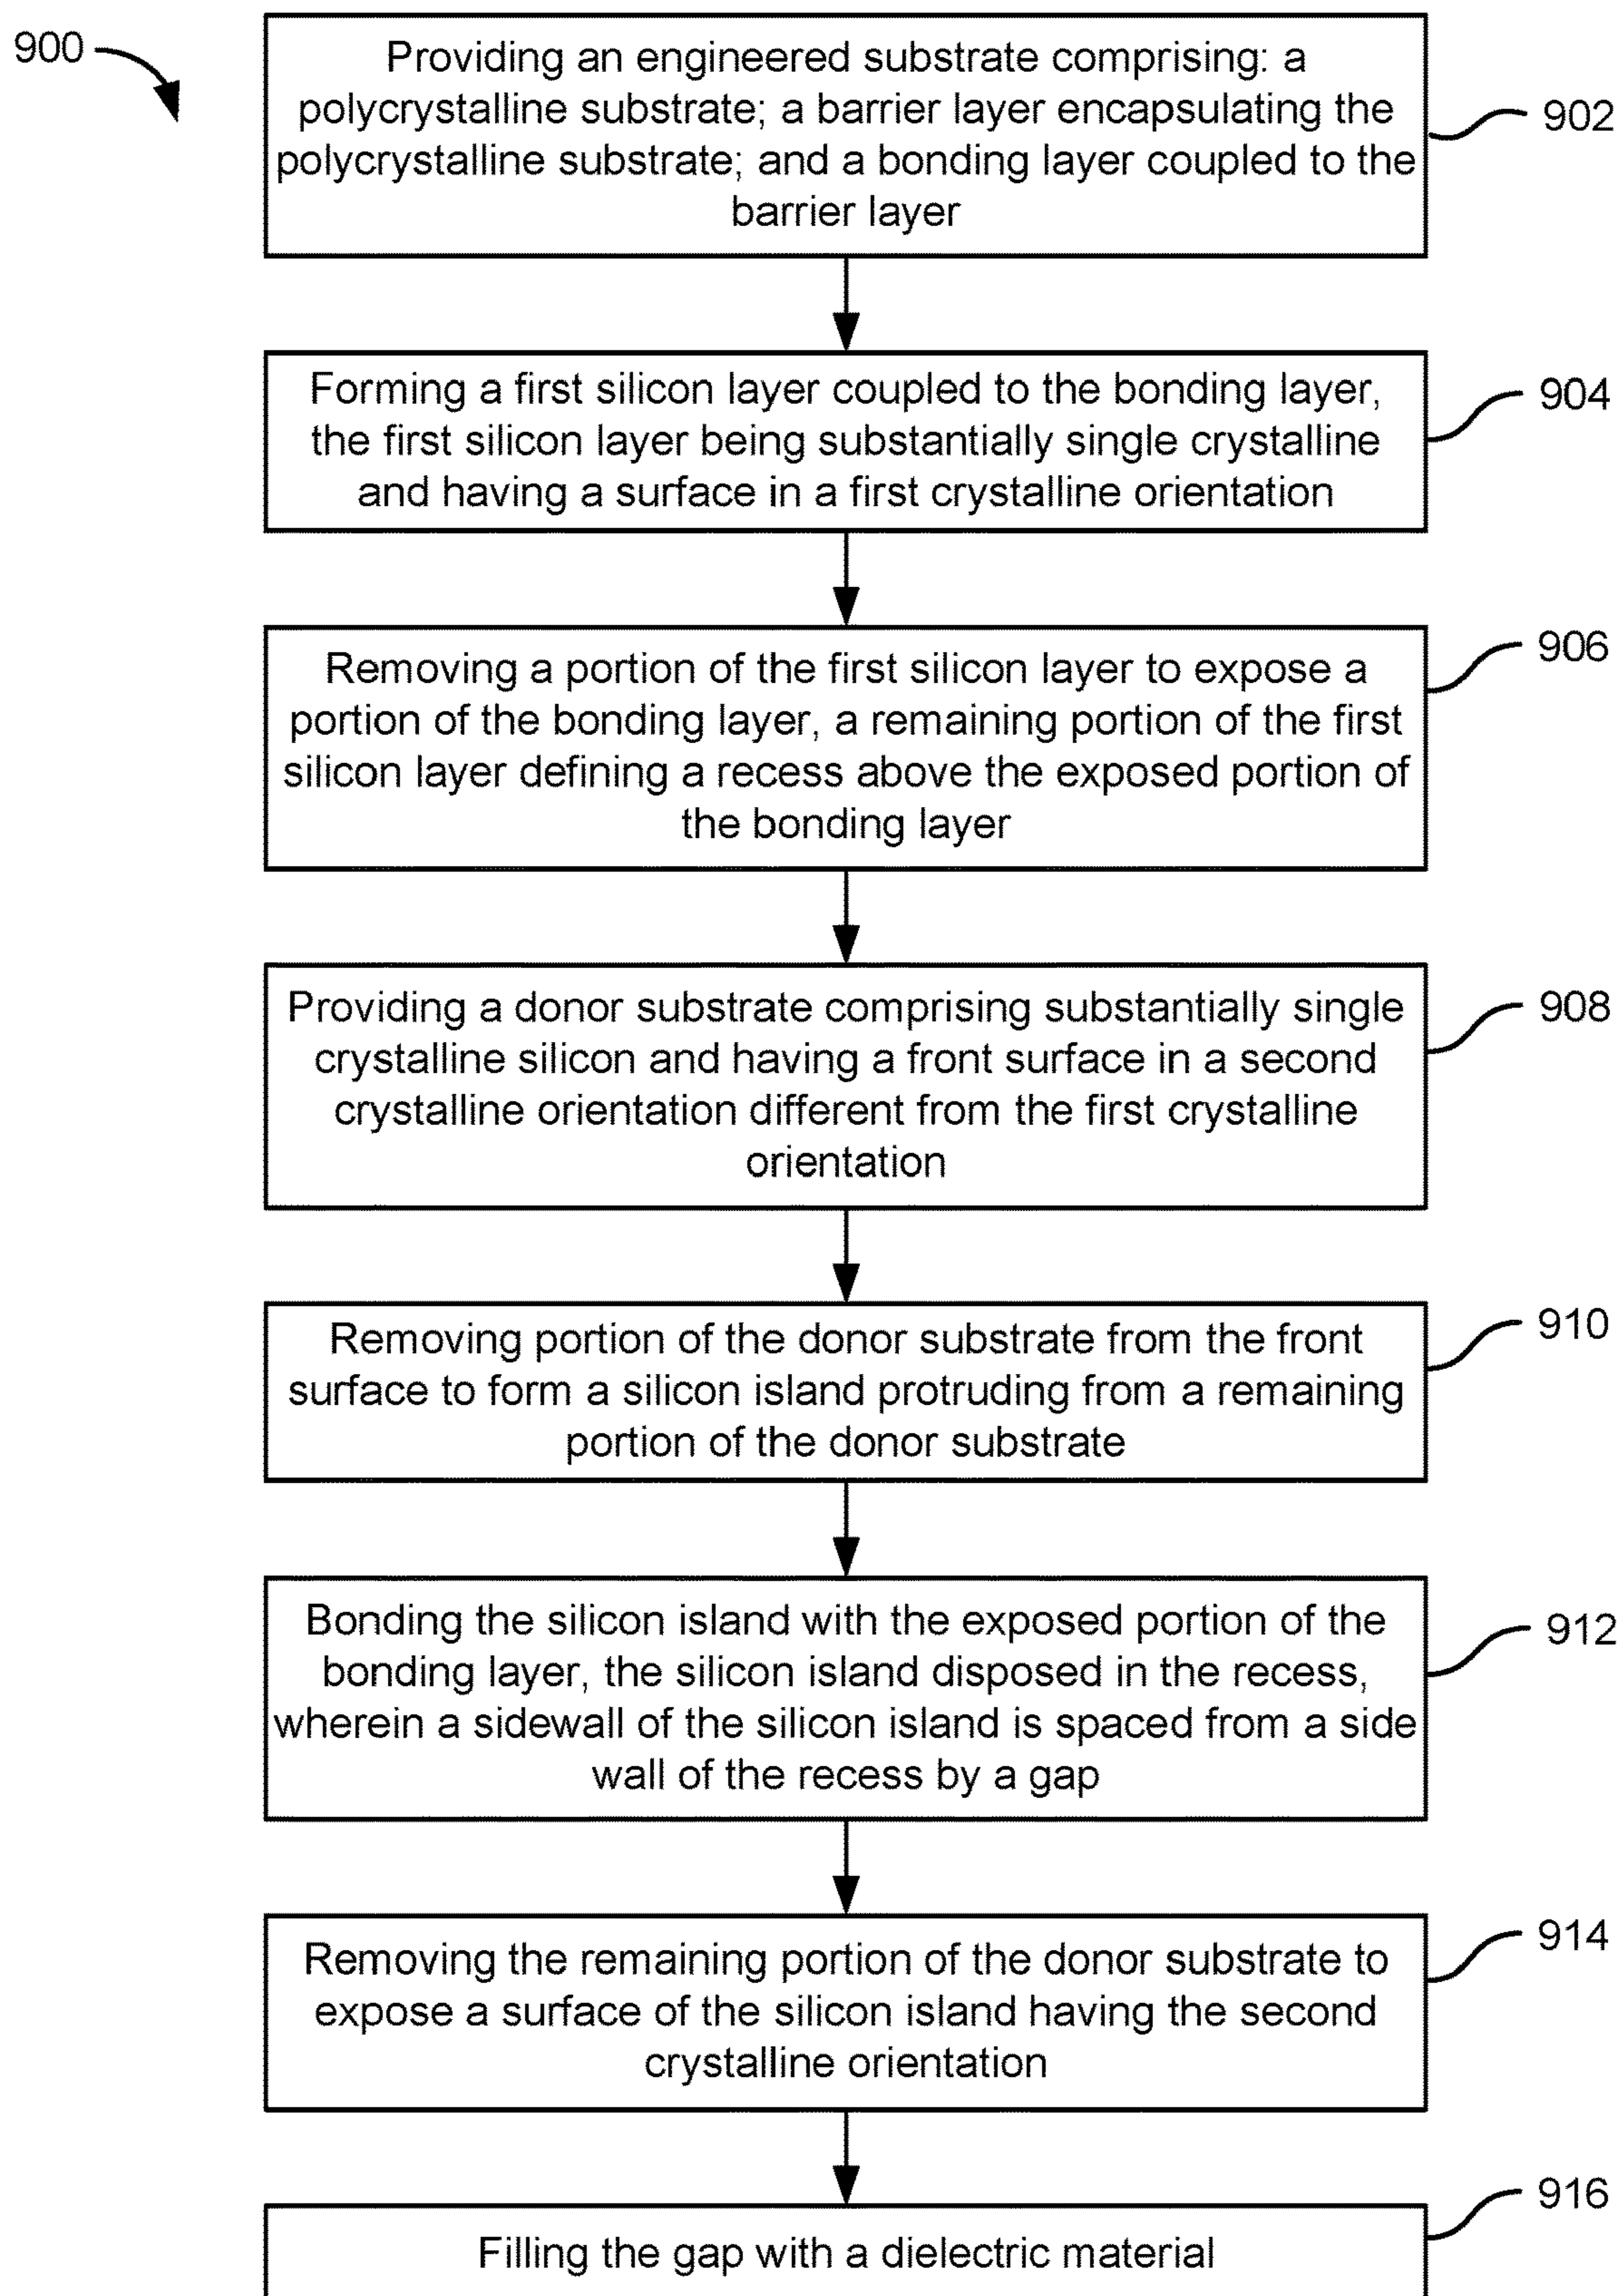 900
Providing an engineered substrate comprising: a
polycrystalline substrate; a barrier layer encapsulating the
polycrystalline substrate; and a bonding layer coupled to the
barrier layer
902
Forming a first silicon layer coupled to the bonding layer,
the first silicon layer being substantially single crystalline
and having a surface in a first crystalline orientation
904
Removing a portion of the first silicon layer to expose a
portion of the bonding layer, a remaining portion of the first
silicon layer defining a recess above the exposed portion of
the bonding layer
906
Providing a donor substrate comprising substantially single
crystalline silicon and having a front surface in a second
crystalline orientation different from the first crystalline
orientation
908
Removing portion of the donor substrate from the front
surface to form a silicon island protruding from a remaining
portion of the donor substrate
910
Bonding the silicon island with the exposed portion of the
bonding layer, the silicon island disposed in the recess,
wherein a sidewall of the silicon island is spaced from a side
wall of the recess by a gap
912
Removing the remaining portion of the donor substrate to
expose a surface of the silicon island having the second
crystalline orientation
914
Filling the gap with a dielectric material
916